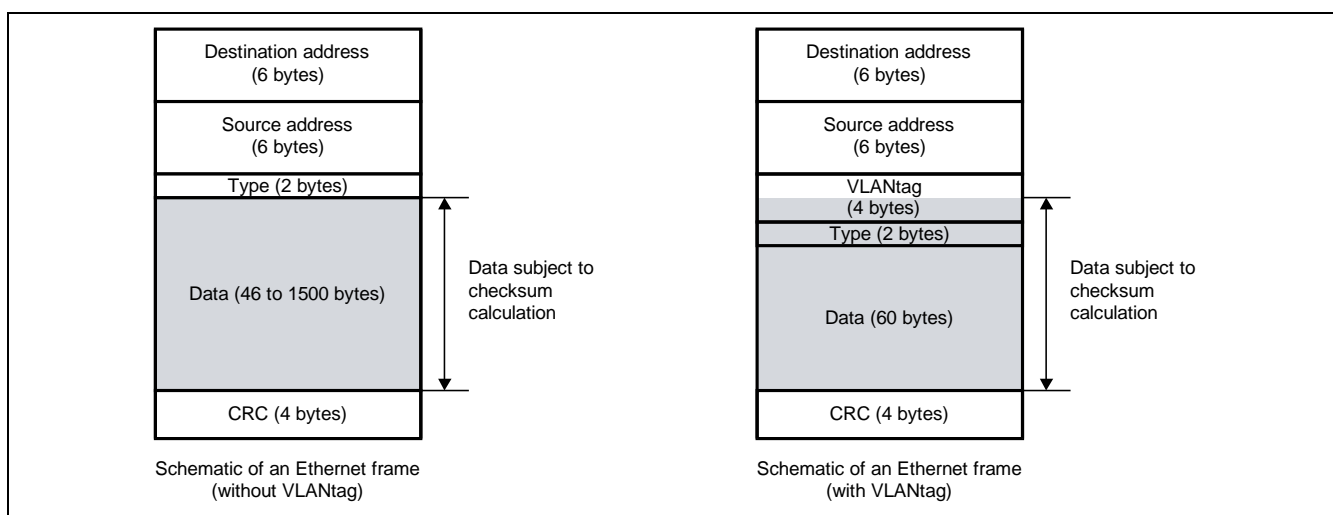 Destination address
(6 bytes)
Source address
(6 bytes)
Type (2 bytes)
Data (46 to 1500 bytes)
CRC (4 bytes)
Data subject to
checksum
calculation
Schematic of an Ethernet frame
(without VLANtag)
Destination address
(6 bytes)
Source address
(6 bytes)
VLANtag
(4 bytes)
Type (2 bytes)
Data (60 bytes)
CRC (4 bytes)
Data subject to
checksum
calculation
Schematic of an Ethernet frame
(with VLANtag)